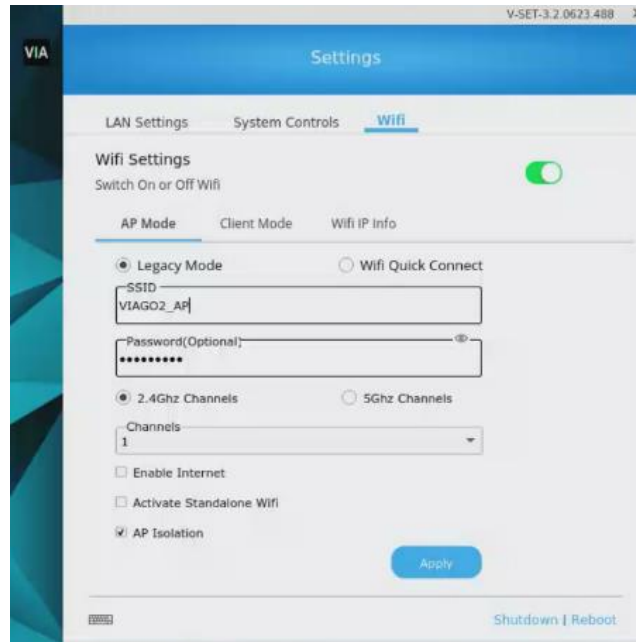 V-SET-3.2.0623.488
VIA
Settings
LAN Settings System Controls Wifi
Wifi Settings
Switch On or Off Wifi
AP Mode Client Mode Wifi IP Info
Legacy Mode Wifi Quick Connect
SSID
VIAGO2_AP
Password(Optional)
2.4Ghz Channels 5Ghz Channels
Channels
1
Enable Internet
Activate Standalone Wifi
AP Isolation
Apply
Shutdown | Reboot